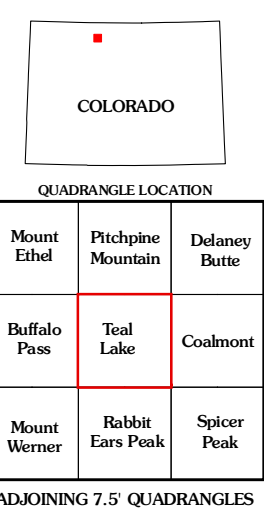 COLORADO
QUADRANGLE LOCATION
Mount
Ethel
Pitchpine
Mountain
Delaney
Butte
Buffalo
Pass
Teal
Lake
Coalmont
Mount
Werner
Rabbit
Ears Peak
Spicer
Peak
ADJOINING 7.5' QUADRANGLES